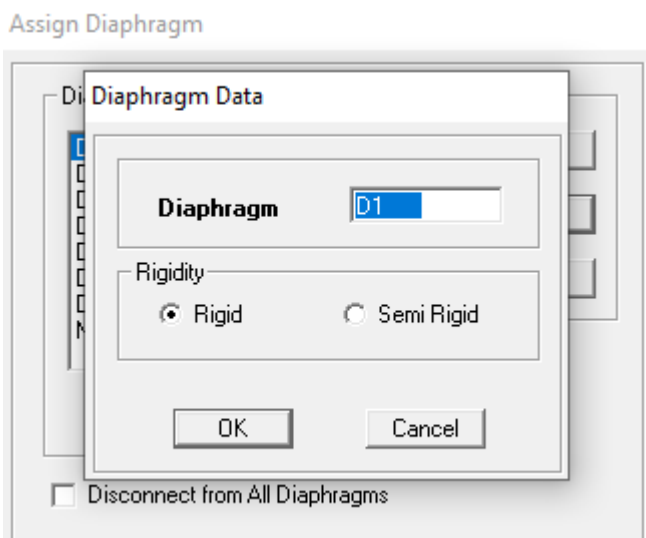 Assign Diaphragm
Diaphragm Data
Diaphragm D1
Rigidity
Rigid Semi Rigid
OK Cancel
Disconnect from All Diaphragms